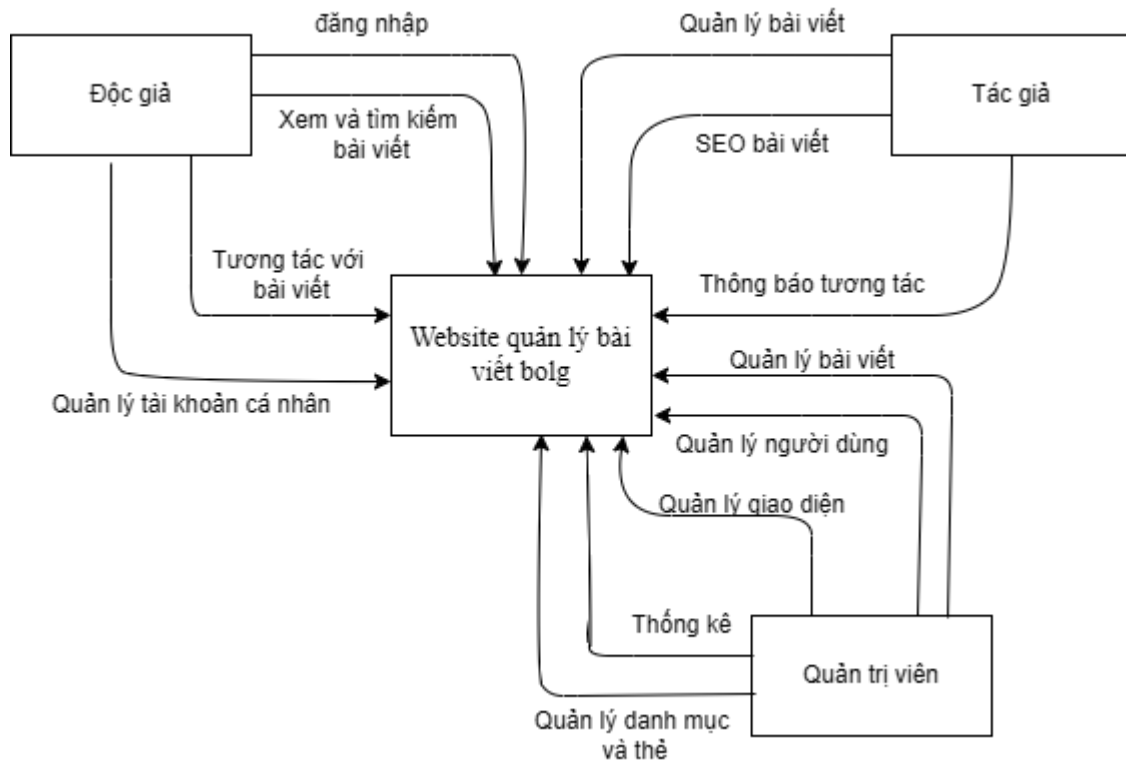 đăng nhập
Quản lý bài viết
Độc giả
Tác giả
Xem và tìm kiếm
bài viết
SEO bài viết
Tương tác với
bài viết
Thông báo tương tác
Website quản lý bài
viết bolg
Quản lý bài viết
Quản lý tài khoản cá nhân
Quản lý người dùng
Quản lý giao diện
Thống kê
Quản trị viên
Quản lý danh mục
và thẻ